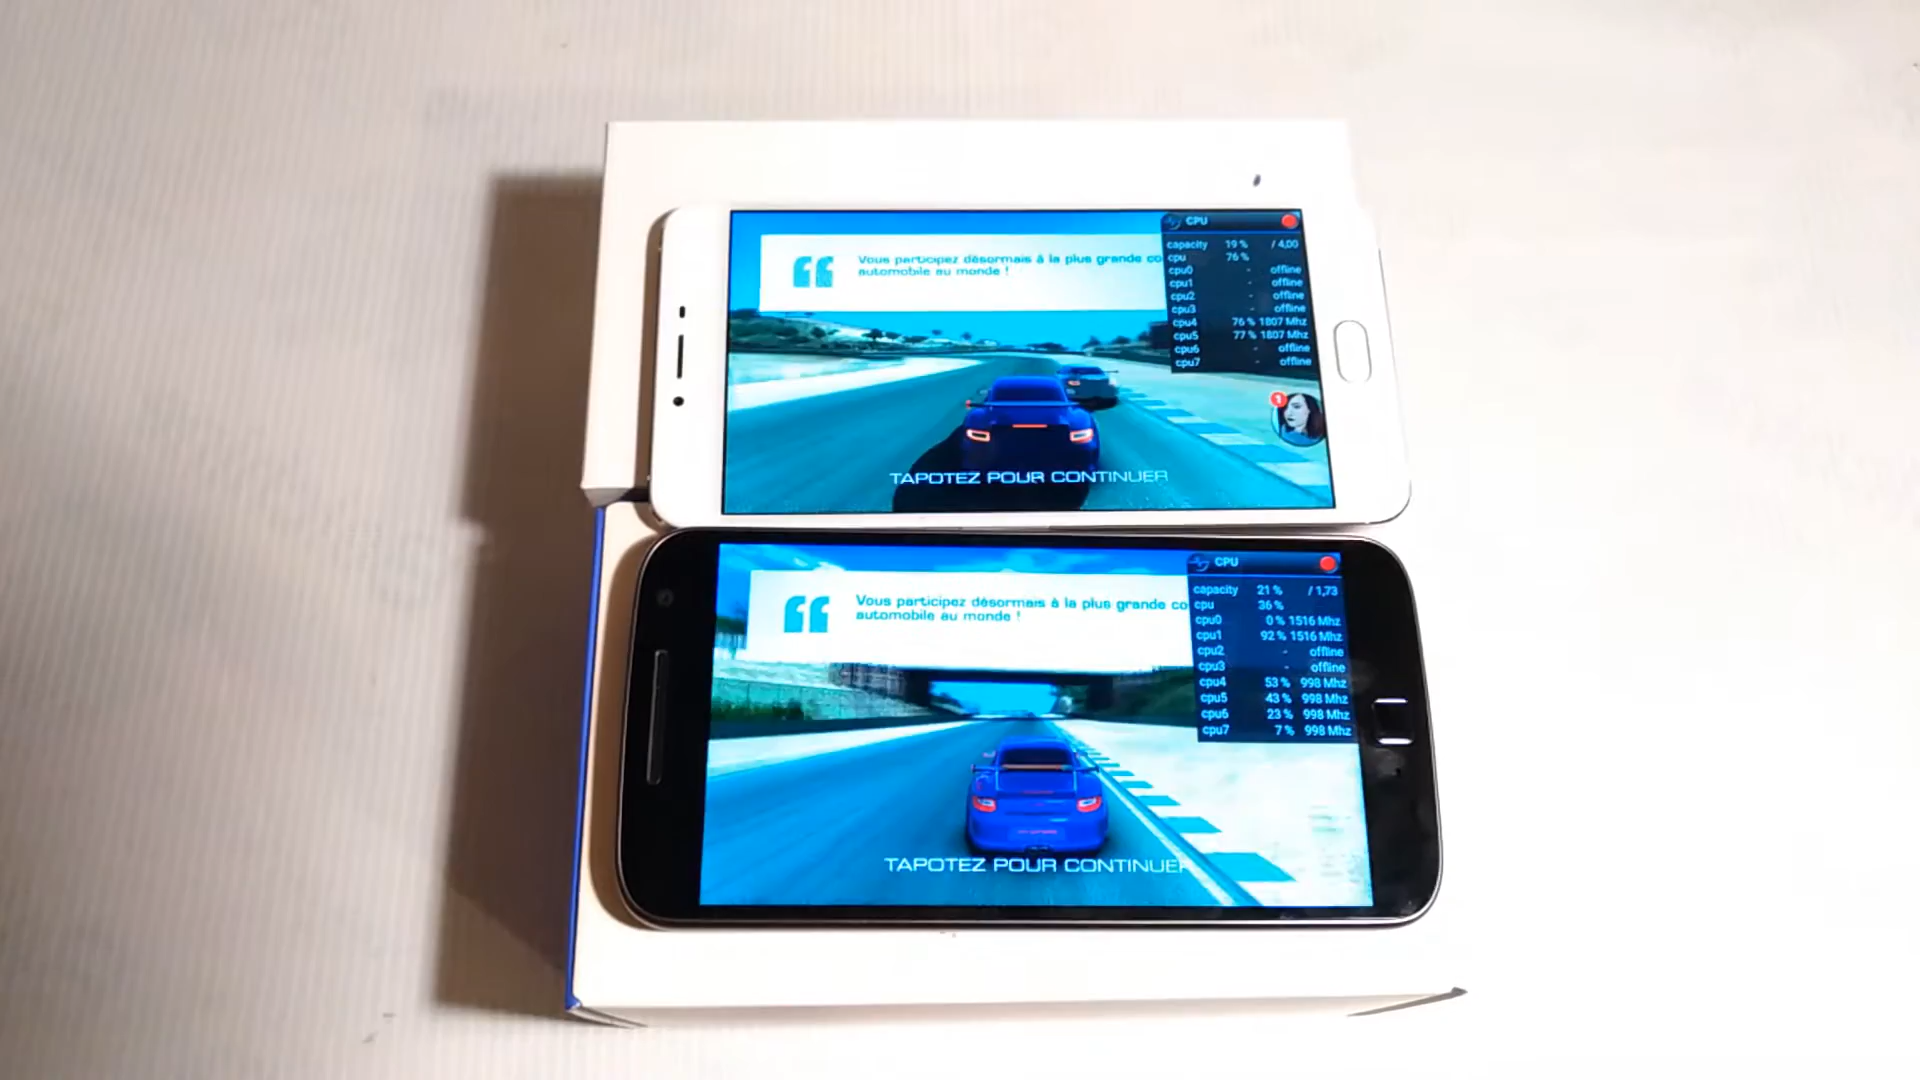 CPU
capacity 19 % / 4,00
cpu 76 %
cpu0 - offline
cpu1 - offline
cpu2 - offline
cpu3 - offline
cpu4 76 % 1807 Mhz
cpu5 77 % 1807 Mhz
cpu6 - offline
cpu7 - offline
Vous participez désormais à la plus grande co
automobile au monde !
1
TAPOTEZ POUR CONTINUER
CPU
capacity 21 % / 1,73
cpu 36 %
cpu0 0 % 1516 Mhz
cpu1 92 % 1516 Mhz
cpu2 - offline
cpu3 - offline
cpu4 53 % 998 Mhz
cpu5 43 % 998 Mhz
cpu6 23 % 998 Mhz
cpu7 7 % 998 Mhz
Vous participez désormais à la plus grande co
automobile au monde !
TAPOTEZ POUR CONTINUER